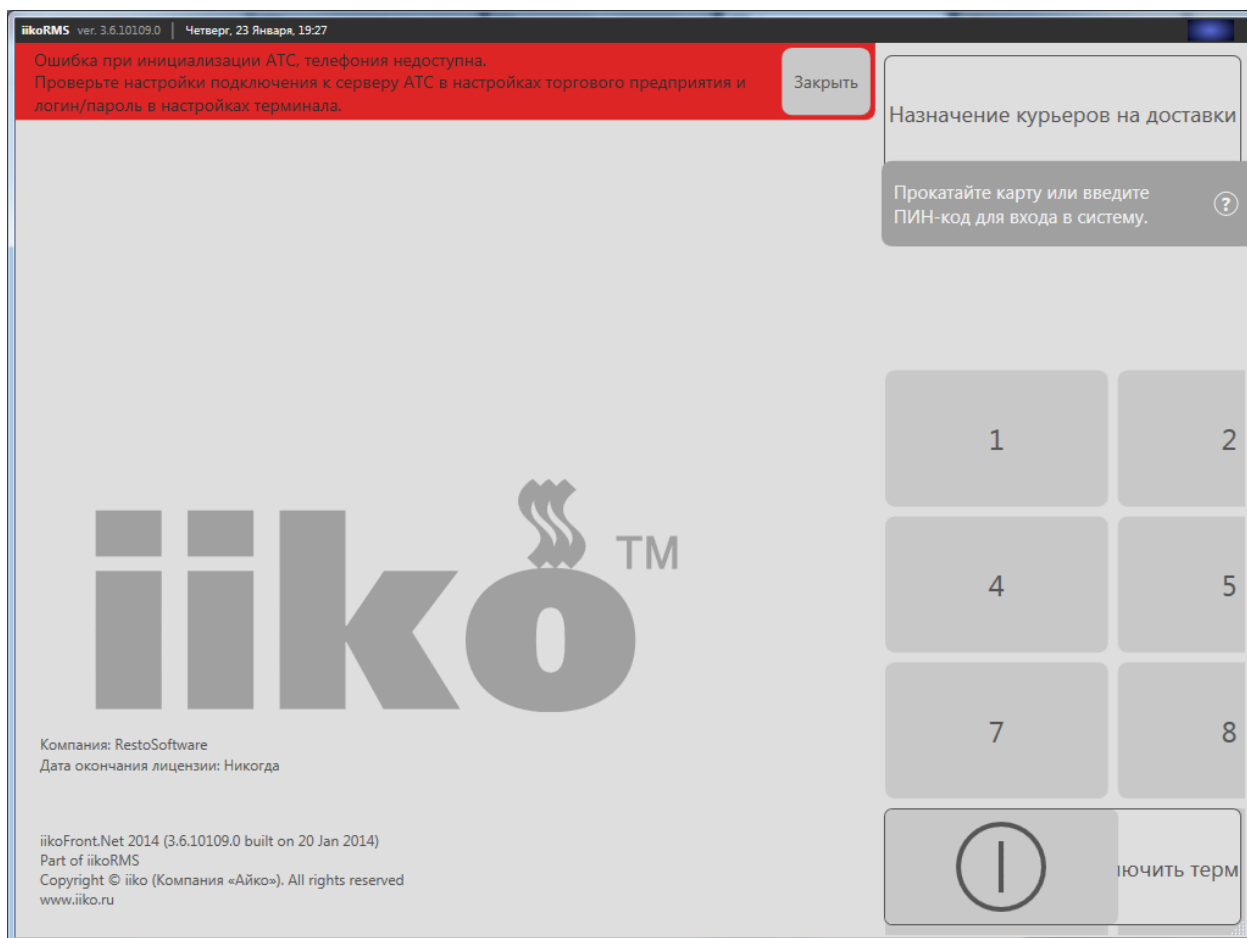 iikoRMS ver. 3.6.10109.0 | Четверг, 23 Января, 19:27
Ошибка при инициализации АТС, телефония недоступна.
Проверьте настройки подключения к серверу АТС в настройках торгового предприятия и
логин/пароль в настройках терминала.
Закрыть
Назначение курьеров на доставки
Прокатайте карту или введите
ПИН-код для входа в систему.
?
1
2
4
5
7
8
iiko TM
Компания: RestoSoftware
Дата окончания лицензии: Никогда
iikoFront.Net 2014 (3.6.10109.0 built on 20 Jan 2014)
Part of iikoRMS
Copyright © iiko (Компания «Айко»). All rights reserved
www.iiko.ru
лючить терм